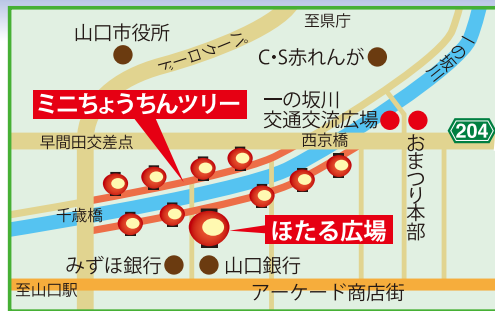 至県庁
山口市役所
パークロード
C・S赤れんが
一の坂川
ミニちょうちんツリー
一の坂川
交通交流広場
204
早間田交差点
西京橋
おまつり本部
千歳橋
ほたる広場
みずほ銀行
山口銀行
至山口駅
アーケード商店街